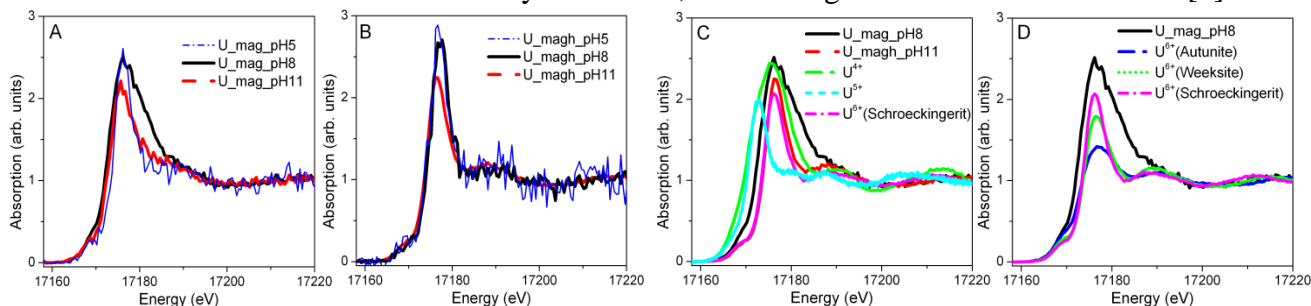 A
U_mag_pH5
U_mag_pH8
U_mag_pH11
Absorption (arb. units)
3
2
1
0
17160 17180 17200 17220
Energy (eV)
B
U_magh_pH5
U_magh_pH8
U_magh_pH11
Absorption (arb. units)
3
2
1
0
17160 17180 17200 17220
Energy (eV)
C
U_mag_pH8
U_magh_pH11
U⁴⁺
U⁵⁺
U⁶⁺(Schroeckingerit)
Absorption (arb. units)
3
2
1
0
17160 17180 17200 17220
Energy (eV)
D
U_mag_pH8
U⁶⁺(Autunite)
U⁶⁺(Weeksite)
U⁶⁺(Schroeckingerit)
Absorption (arb. units)
3
2
1
0
17160 17180 17200 17220
Energy (eV)